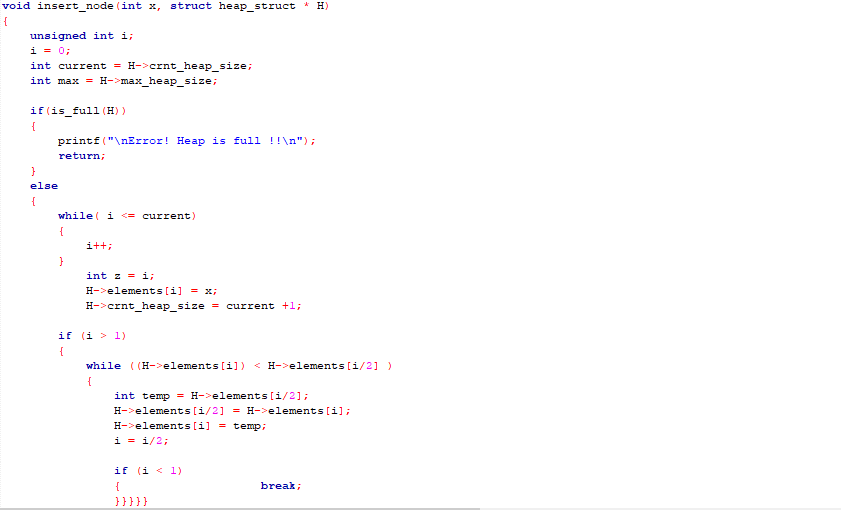 void insert_node(int x, struct heap_struct * H)
{
    unsigned int i;
    i = 0;
    int current = H->crnt_heap_size;
    int max = H->max_heap_size;

    if(is_full(H))
    {
        printf("\nError! Heap is full !!\n");
        return;
    }
    else
    {
        while( i <= current)
        {
            i++;
        }
            int z = i;
            H->elements[i] = x;
            H->crnt_heap_size = current +1;

        if (i > 1)
        {
            while ((H->elements[i]) < H->elements[i/2] )
            {
                int temp = H->elements[i/2];
                H->elements[i/2] = H->elements[i];
                H->elements[i] = temp;
                i = i/2;

                if (i < 1)
                {                    break;
                }}}}}